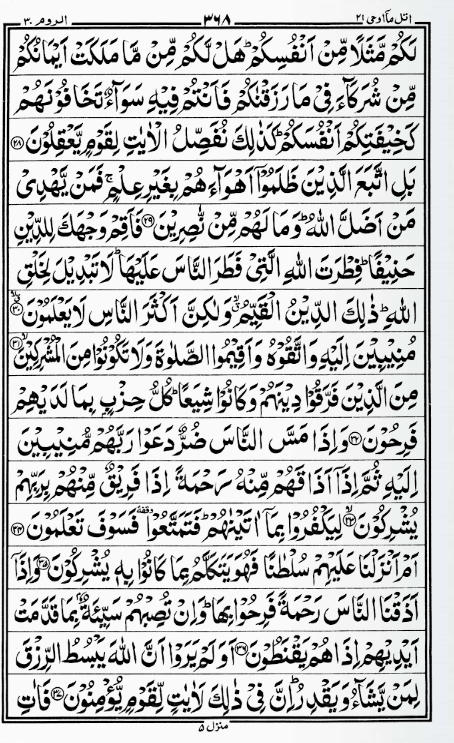 اتل مآاوحی ۲۱ ۳۶۸ الروم ۳۰
لَكُمْ مَّثَلًا مِّنْ اَنْفُسِكُمْ ؕ هَلْ لَّكُمْ مِّنْ مَّا مَلَكَتْ اَيْمَانُكُمْ
مِّنْ شُرَكَآءَ فِیْ مَا رَزَقْنٰكُمْ فَاَنْتُمْ فِيْهِ سَوَآءٌ تَخَافُوْنَهُمْ
كَخِيْفَتِكُمْ اَنْفُسَكُمْ ؕ كَذٰلِكَ نُفَصِّلُ الْاٰيٰتِ لِقَوْمٍ يَّعْقِلُوْنَ ۲۸
بَلِ اتَّبَعَ الَّذِيْنَ ظَلَمُوْۤا اَهْوَآءَهُمْ بِغَيْرِ عِلْمٍ ۚ فَمَنْ يَّهْدِیْ
مَنْ اَضَلَّ اللّٰهُ ؕ وَمَا لَهُمْ مِّنْ نّٰصِرِيْنَ ۲۹ فَاَقِمْ وَجْهَكَ لِلدِّيْنِ
حَنِيْفًا ؕ فِطْرَتَ اللّٰهِ الَّتِیْ فَطَرَ النَّاسَ عَلَيْهَا ؕ لَا تَبْدِيْلَ لِخَلْقِ
اللّٰهِ ؕ ذٰلِكَ الدِّيْنُ الْقَيِّمُ ۙ وَلٰكِنَّ اَكْثَرَ النَّاسِ لَا يَعْلَمُوْنَ ۳۰
مُنِيْبِيْنَ اِلَيْهِ وَاتَّقُوْهُ وَاَقِيْمُوا الصَّلٰوةَ وَلَا تَكُوْنُوْا مِنَ الْمُشْرِكِيْنَ ۳۱
مِنَ الَّذِيْنَ فَرَّقُوْا دِيْنَهُمْ وَكَانُوْا شِيَعًا ؕ كُلُّ حِزْبٍۭ بِمَا لَدَيْهِمْ
فَرِحُوْنَ ۳۲ وَاِذَا مَسَّ النَّاسَ ضُرٌّ دَعَوْا رَبَّهُمْ مُّنِيْبِيْنَ
اِلَيْهِ ثُمَّ اِذَاۤ اَذَاقَهُمْ مِّنْهُ رَحْمَةً اِذَا فَرِيْقٌ مِّنْهُمْ بِرَبِّهِمْ
يُشْرِكُوْنَ ۳۳ لِيَكْفُرُوْا بِمَاۤ اٰتَيْنٰهُمْ ؕ فَتَمَتَّعُوْا وقفة فَسَوْفَ تَعْلَمُوْنَ ۳۴
اَمْ اَنْزَلْنَا عَلَيْهِمْ سُلْطٰنًا فَهُوَ يَتَكَلَّمُ بِمَا كَانُوْا بِهٖ يُشْرِكُوْنَ ۳۵ وَاِذَاۤ
اَذَقْنَا النَّاسَ رَحْمَةً فَرِحُوْا بِهَا ؕ وَاِنْ تُصِبْهُمْ سَيِّئَةٌۢ بِمَا قَدَّمَتْ
اَيْدِيْهِمْ اِذَا هُمْ يَقْنَطُوْنَ ۳۶ اَوَلَمْ يَرَوْا اَنَّ اللّٰهَ يَبْسُطُ الرِّزْقَ
لِمَنْ يَّشَآءُ وَيَقْدِرُ ؕ اِنَّ فِیْ ذٰلِكَ لَاٰيٰتٍ لِّقَوْمٍ يُّؤْمِنُوْنَ ۳۷ فَاٰتِ
منزل ۵